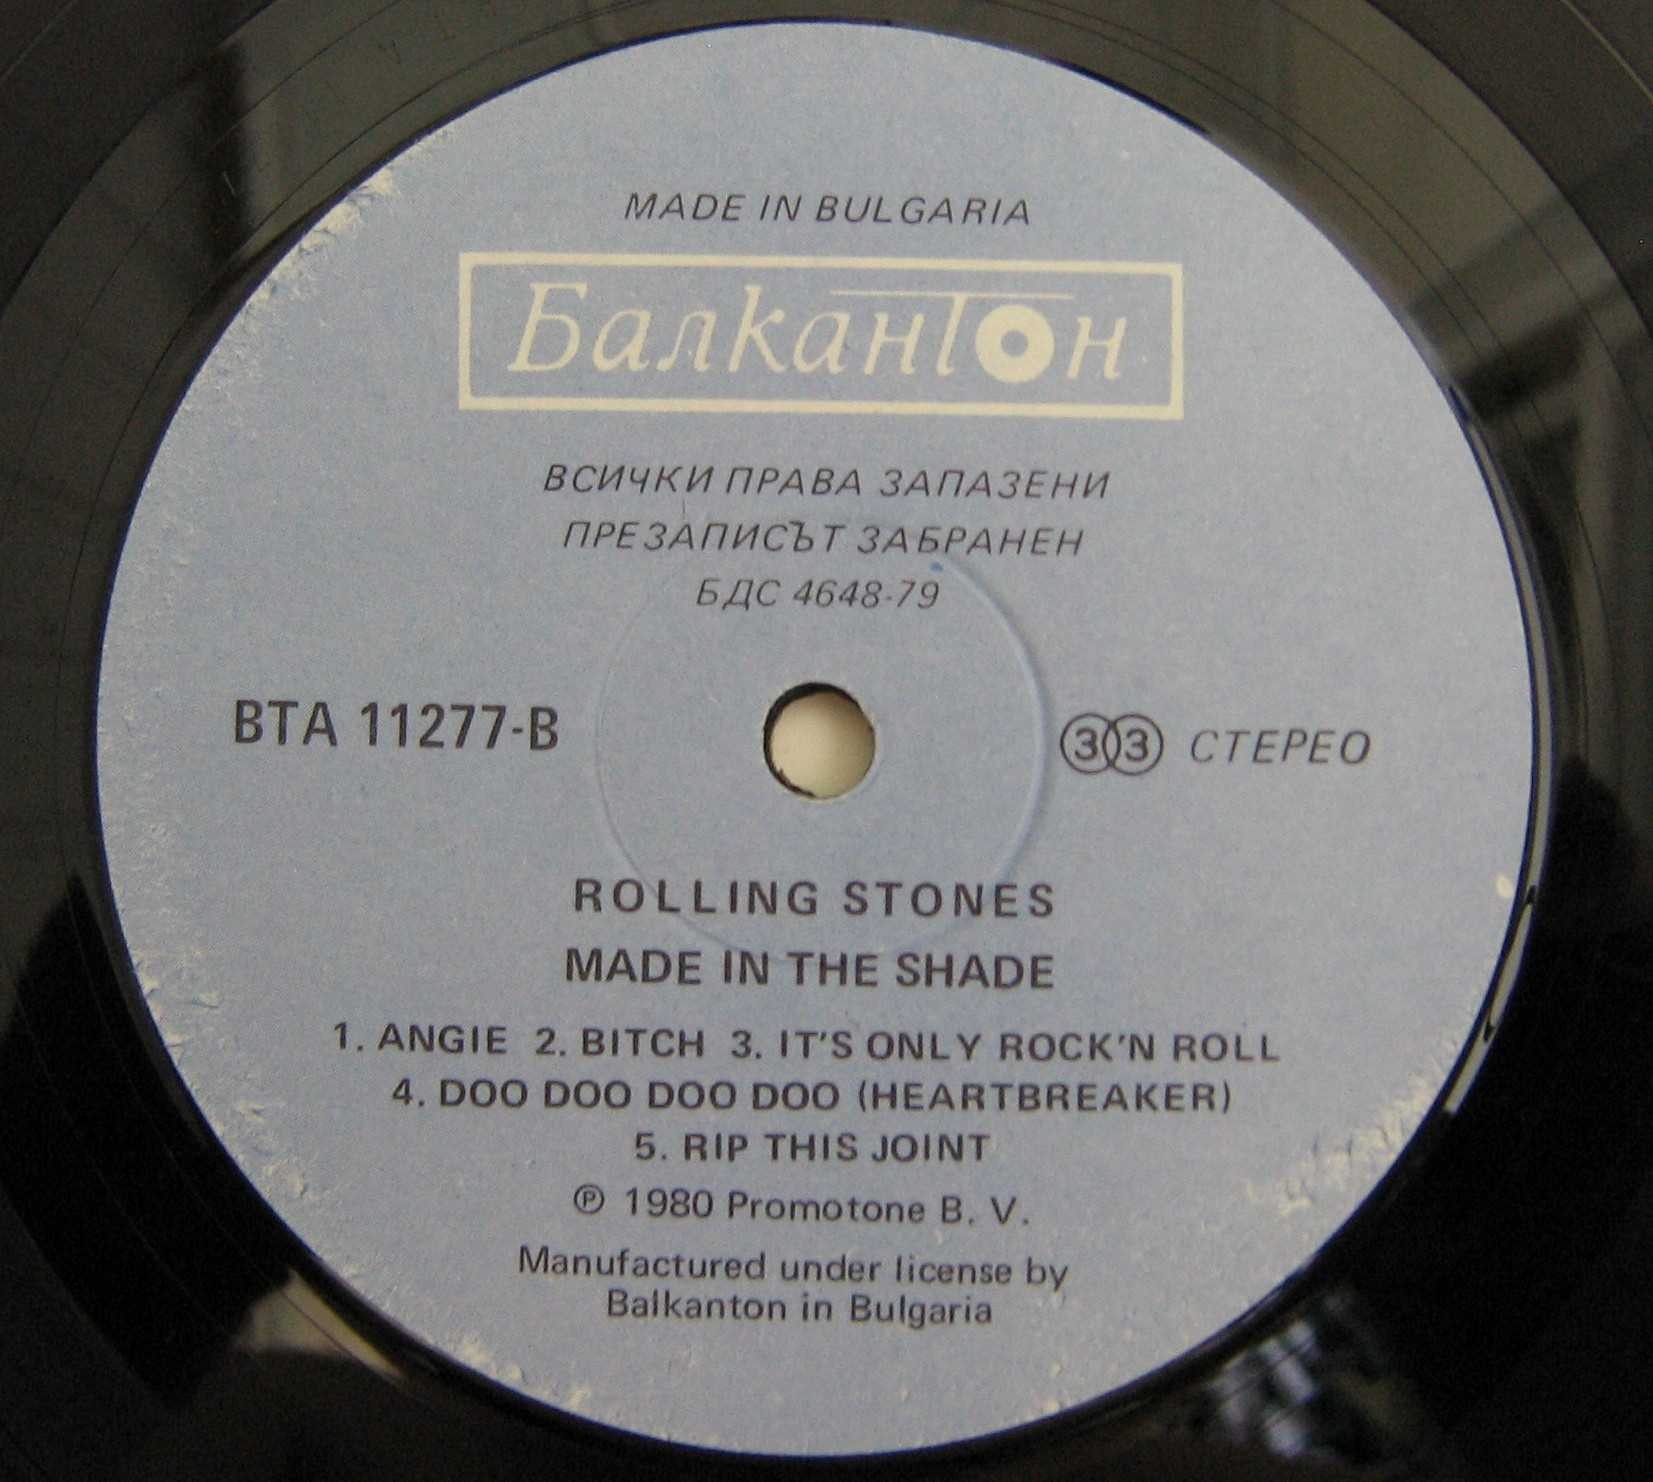 MADE IN BULGARIA
Балкантон
ВСИЧКИ ПРАВА ЗАПАЗЕНИ
ПРЕЗАПИСЪТ ЗАБРАНЕН
БДС 4648-79
ВТА 11277-В
33 СТЕРЕО
ROLLING STONES
MADE IN THE SHADE
1. ANGIE 2. BITCH 3. IT'S ONLY ROCK'N ROLL
4. DOO DOO DOO DOO (HEARTBREAKER)
5. RIP THIS JOINT
℗ 1980 Promotone B. V.
Manufactured under license by
Balkanton in Bulgaria